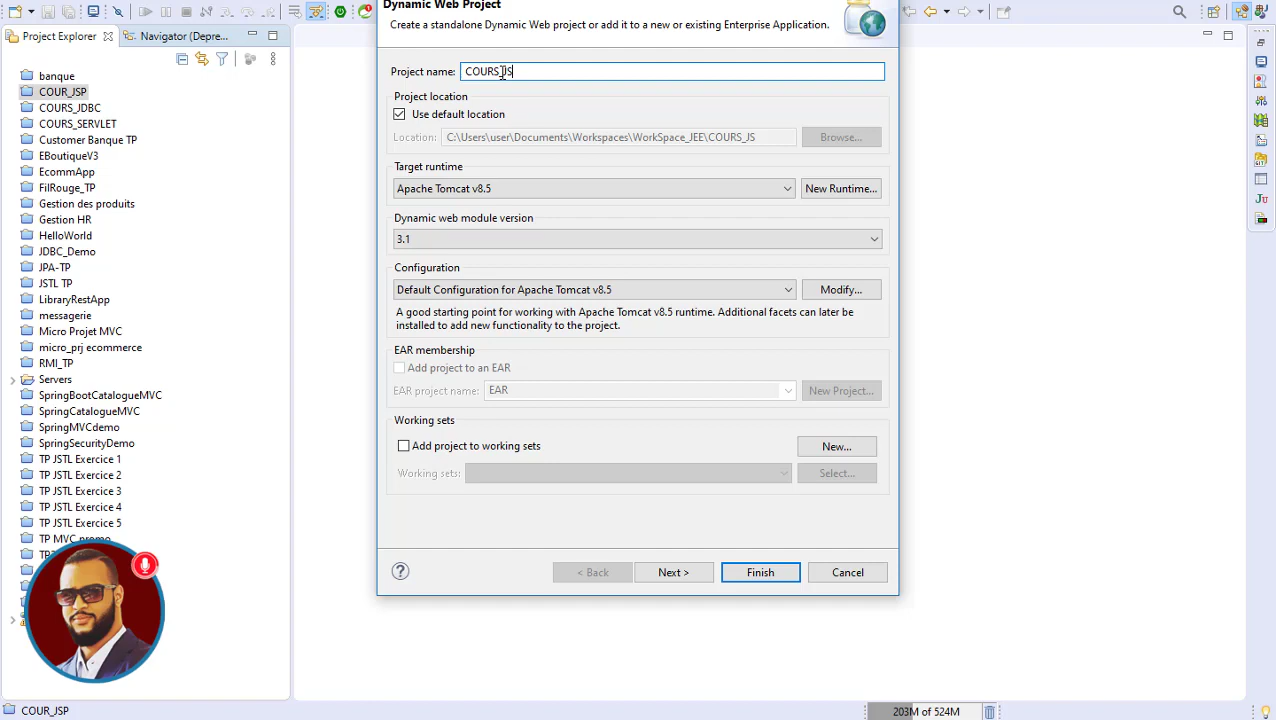 Project Explorer
Navigator (Depre...
banque
COUR_JSP
COURS_JDBC
COURS_SERVLET
Customer Banque TP
EBoutiqueV3
EcommApp
FilRouge_TP
Gestion des produits
Gestion HR
HelloWorld
JDBC_Demo
JPA-TP
JSTL TP
LibraryRestApp
messagerie
Micro Projet MVC
micro_prj ecommerce
RMI_TP
Servers
SpringBootCatalogueMVC
SpringCatalogueMVC
SpringMVCdemo
SpringSecurityDemo
TP JSTL Exercice 1
TP JSTL Exercice 2
TP JSTL Exercice 3
TP JSTL Exercice 4
TP JSTL Exercice 5
TP MVC promo
Dynamic Web Project
Create a standalone Dynamic Web project or add it to a new or existing Enterprise Application.
Project name: COURS_JS
Project location
Use default location
Location: C:\Users\user\Documents\Workspaces\WorkSpace_JEE\COURS_JS Browse...
Target runtime
Apache Tomcat v8.5 New Runtime...
Dynamic web module version
3.1
Configuration
Default Configuration for Apache Tomcat v8.5 Modify...
A good starting point for working with Apache Tomcat v8.5 runtime. Additional facets can later be
installed to add new functionality to the project.
EAR membership
Add project to an EAR
EAR project name: EAR New Project...
Working sets
Add project to working sets New...
Working sets: Select...
? < Back Next > Finish Cancel
COUR_JSP
203M of 524M